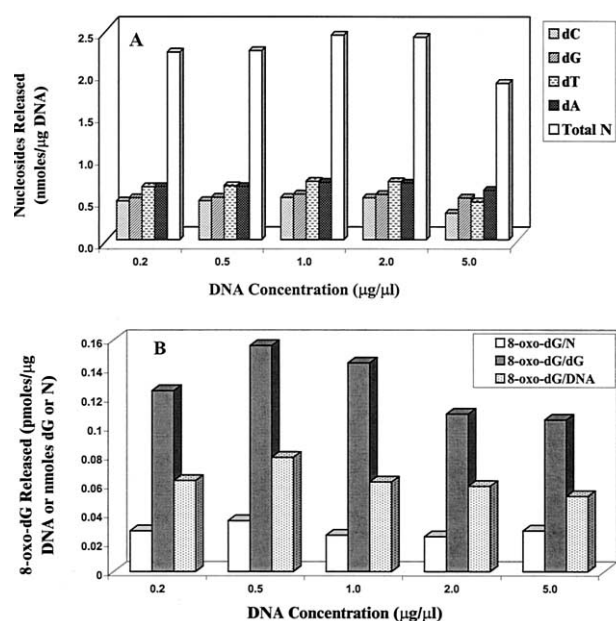 A
2.5
2.0
1.5
1.0
0.5
0.0
Nucleosides Released
(nmoles/µg DNA)
0.2 0.5 1.0 2.0 5.0
DNA Concentration (µg/µl)
dC
dG
dT
dA
Total N
B
0.16
0.14
0.12
0.1
0.08
0.06
0.04
0.02
0
8-oxo-dG Released (pmoles/µg
DNA or nmoles dG or N)
8-oxo-dG/N
8-oxo-dG/dG
8-oxo-dG/DNA
0.2 0.5 1.0 2.0 5.0
DNA Concentration (µg/µl)